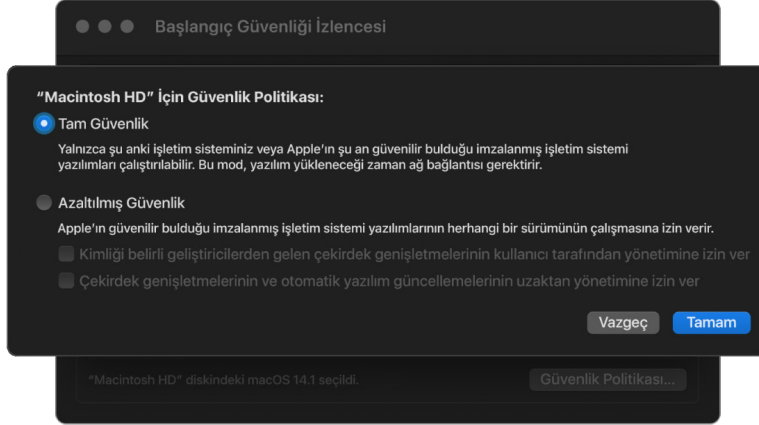 Başlangıç Güvenliği İzlencesi
“Macintosh HD” İçin Güvenlik Politikası:
Tam Güvenlik
Yalnızca şu anki işletim sisteminiz veya Apple’ın şu an güvenilir bulduğu imzalanmış işletim sistemi
yazılımları çalıştırılabilir. Bu mod, yazılım yükleneceği zaman ağ bağlantısı gerektirir.
Azaltılmış Güvenlik
Apple’ın güvenilir bulduğu imzalanmış işletim sistemi yazılımlarının herhangi bir sürümünün çalışmasına izin verir.
Kimliği belirli geliştiricilerden gelen çekirdek genişletmelerinin kullanıcı tarafından yönetimine izin ver
Çekirdek genişletmelerinin ve otomatik yazılım güncellemelerinin uzaktan yönetimine izin ver
Vazgeç Tamam
“Macintosh HD” diskindeki macOS 14.1 seçildi. Güvenlik Politikası...